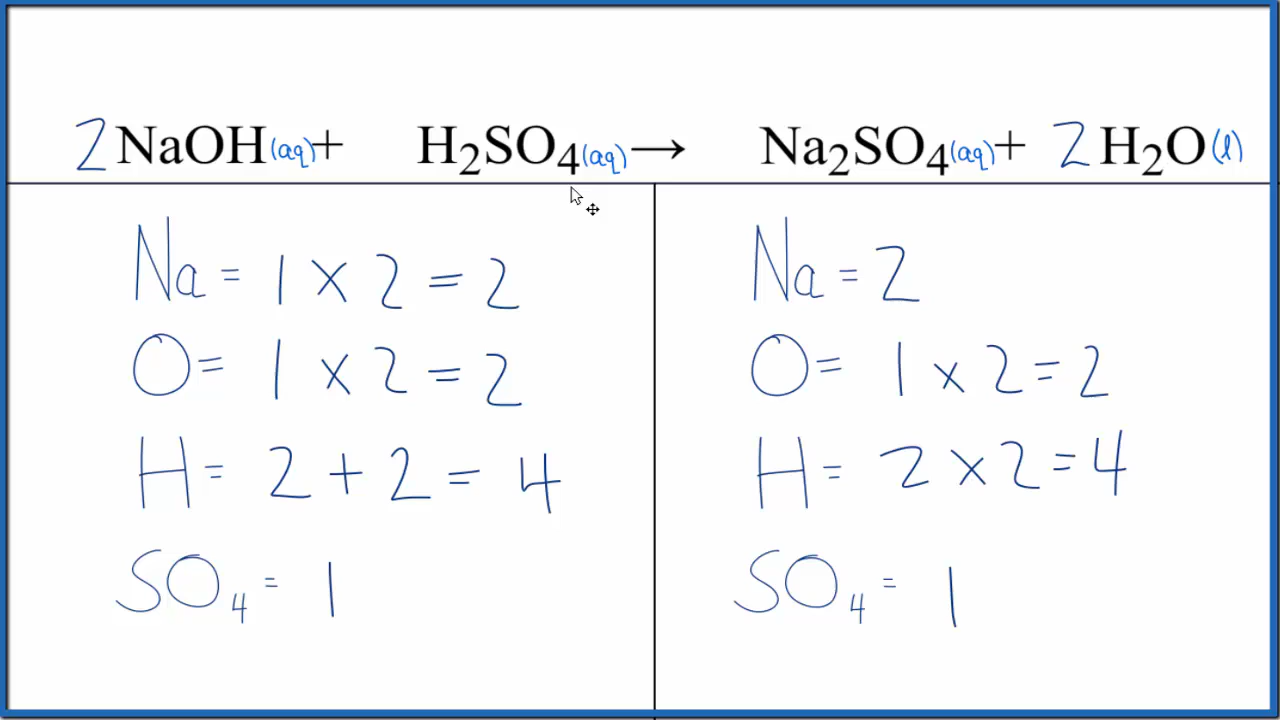 2 NaOH(aq)+ H2SO4(aq)→ Na2SO4(aq)+ 2 H2O(l)
Na = 1 x 2 = 2
O = 1 x 2 = 2
H = 2 + 2 = 4
SO4 = 1
Na = 2
O = 1 x 2 = 2
H = 2 x 2 = 4
SO4 = 1